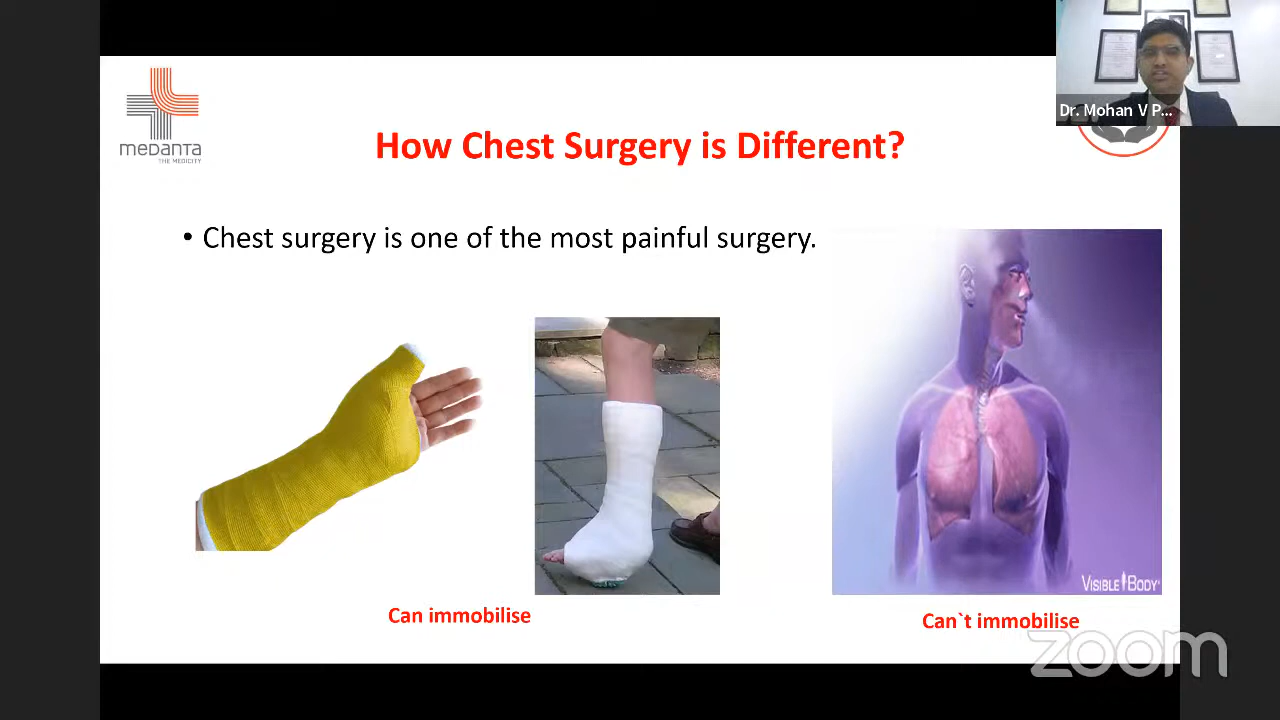 medanta
THE MEDICITY
Dr. Mohan V P...
How Chest Surgery is Different?
• Chest surgery is one of the most painful surgery.
VISIBLE BODY®
Can immobilise
Can`t immobilise
zoom